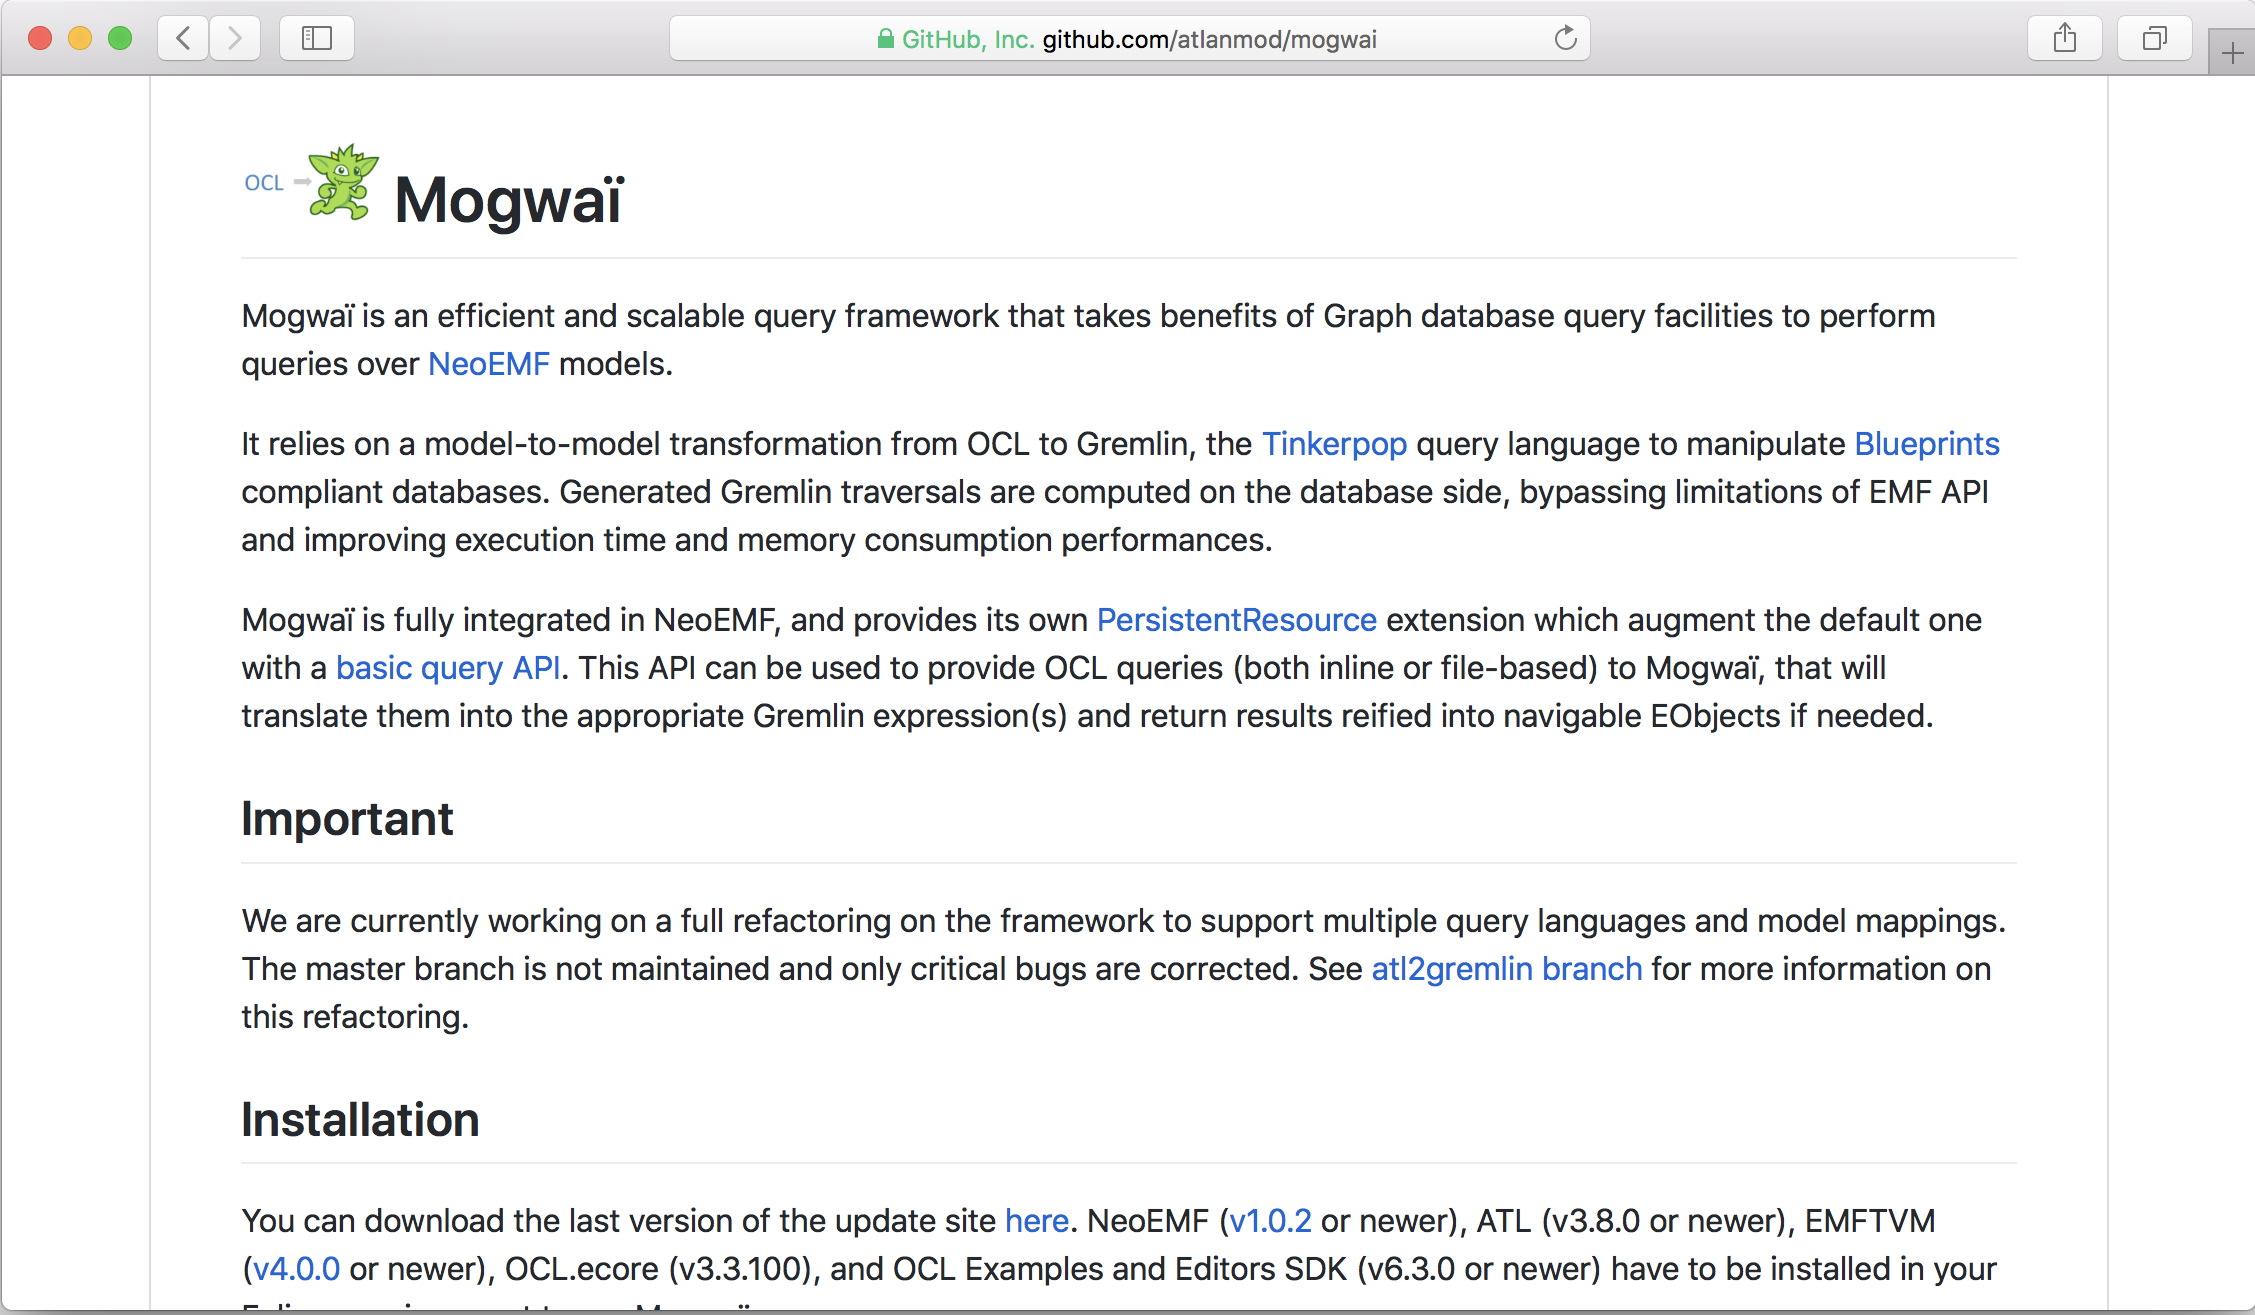 GitHub, Inc. github.com/atlanmod/mogwai
OCL
Mogwaï
Mogwaï is an efficient and scalable query framework that takes benefits of Graph database query facilities to perform
queries over NeoEMF models.
It relies on a model-to-model transformation from OCL to Gremlin, the Tinkerpop query language to manipulate Blueprints
compliant databases. Generated Gremlin traversals are computed on the database side, bypassing limitations of EMF API
and improving execution time and memory consumption performances.
Mogwaï is fully integrated in NeoEMF, and provides its own PersistentResource extension which augment the default one
with a basic query API. This API can be used to provide OCL queries (both inline or file-based) to Mogwaï, that will
translate them into the appropriate Gremlin expression(s) and return results reified into navigable EObjects if needed.
Important
We are currently working on a full refactoring on the framework to support multiple query languages and model mappings.
The master branch is not maintained and only critical bugs are corrected. See atl2gremlin branch for more information on
this refactoring.
Installation
You can download the last version of the update site here. NeoEMF (v1.0.2 or newer), ATL (v3.8.0 or newer), EMFTVM
(v4.0.0 or newer), OCL.ecore (v3.3.100), and OCL Examples and Editors SDK (v6.3.0 or newer) have to be installed in your